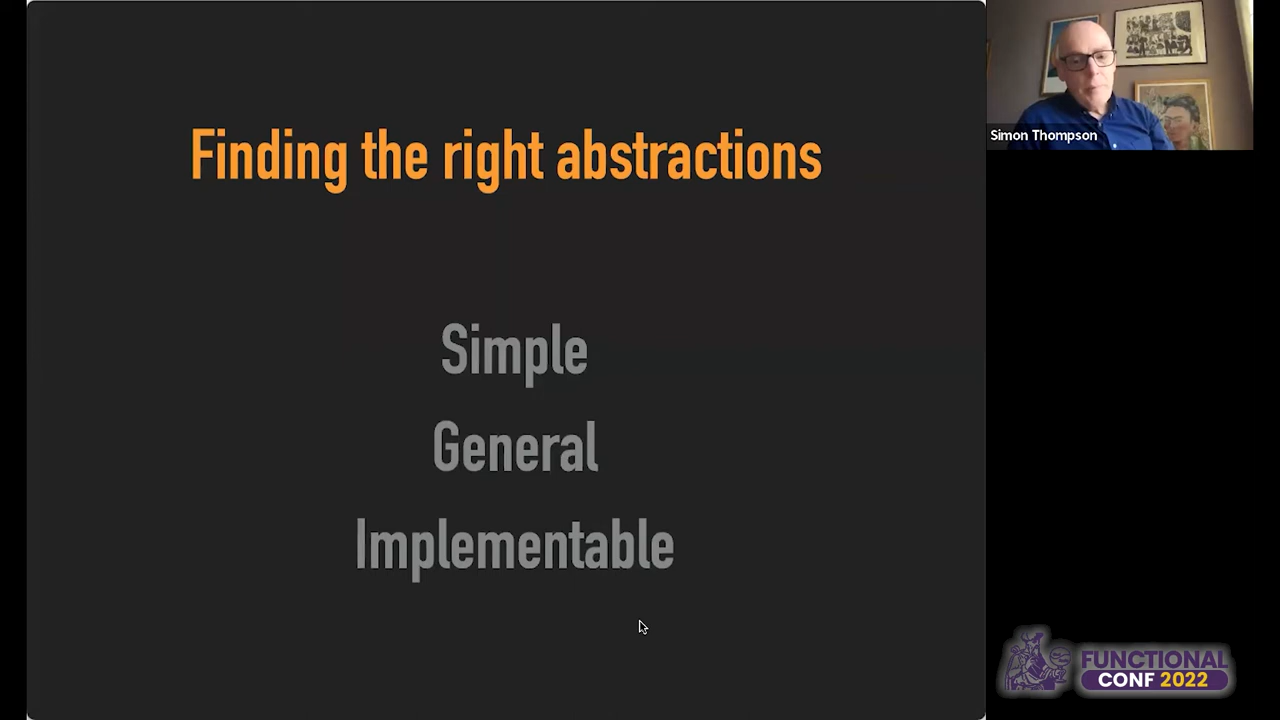 Finding the right abstractions
Simple
General
Implementable
Simon Thompson
FUNCTIONAL
CONF 2022